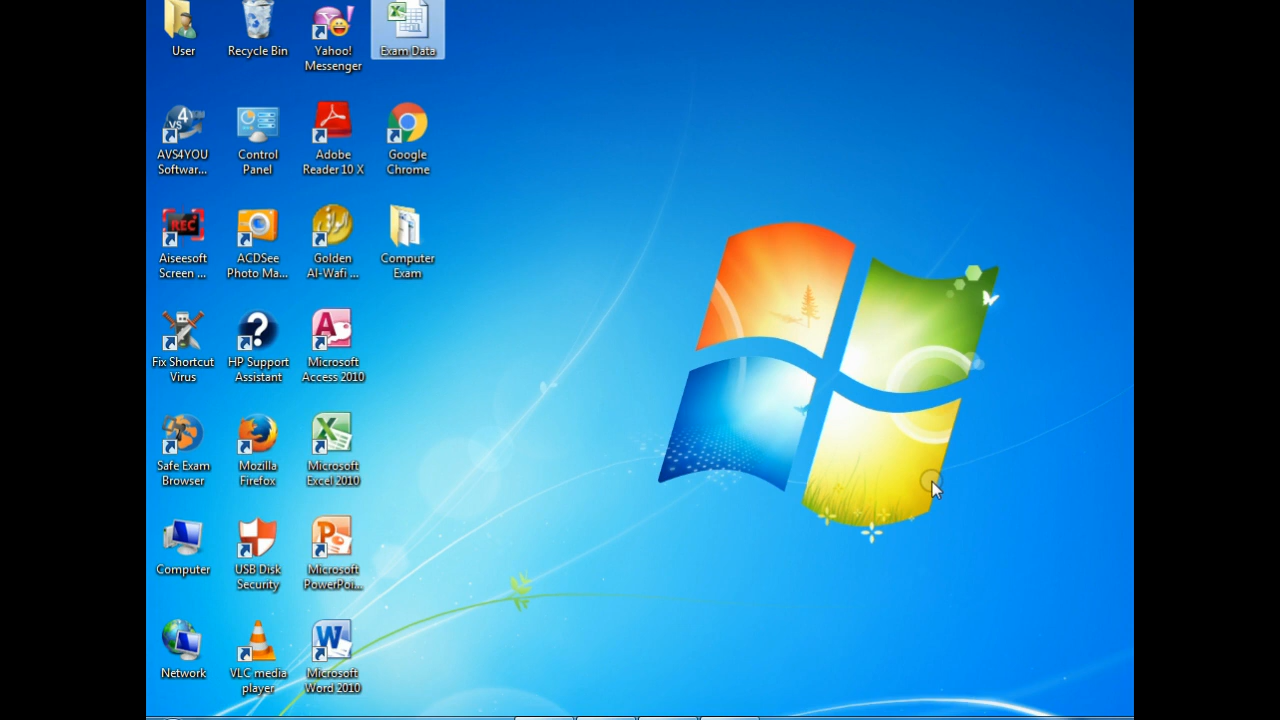 User
Recycle Bin
Yahoo!
Messenger
Exam Data
AVS4YOU
Softwar...
Control
Panel
Adobe
Reader 10 X
Google
Chrome
Aiseesoft
Screen ...
ACDSee
Photo Ma...
Golden
Al-Wafi ...
Computer
Exam
Fix Shortcut
Virus
HP Support
Assistant
Microsoft
Access 2010
Safe Exam
Browser
Mozilla
Firefox
Microsoft
Excel 2010
Computer
USB Disk
Security
Microsoft
PowerPoi...
Network
VLC media
player
Microsoft
Word 2010